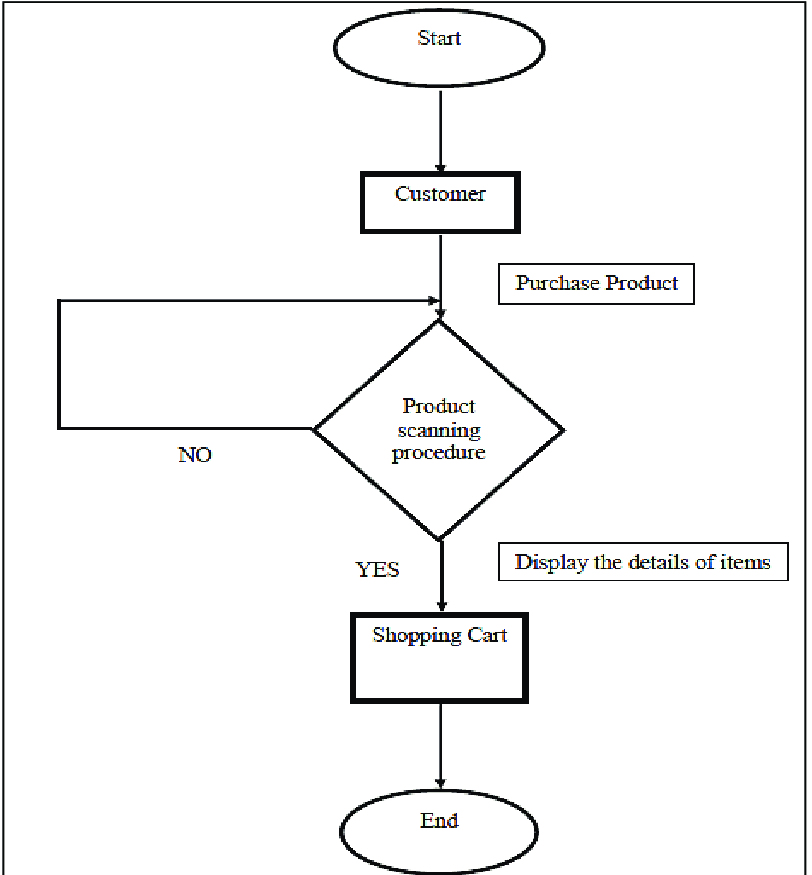 Start
Customer
Purchase Product
Product
scanning
procedure
NO
YES
Display the details of items
Shopping Cart
End